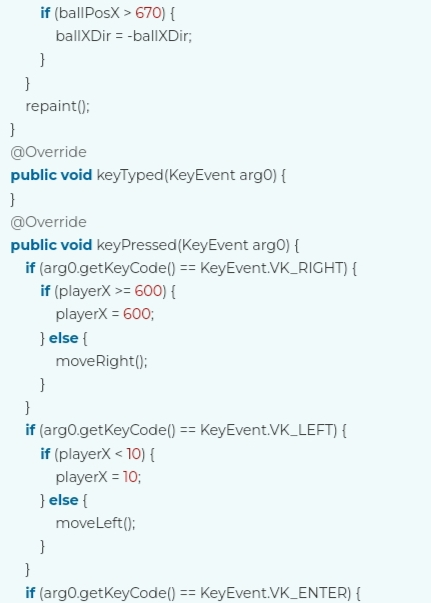 if (ballPosX > 670) {
ballXDir = -ballXDir;
}
}
repaint();
}
@Override
public void keyTyped(KeyEvent arg0) {
}
@Override
public void keyPressed(KeyEvent arg0) {
if (arg0.getKeyCode() == KeyEvent.VK_RIGHT) {
if (playerX >= 600) {
playerX = 600;
} else {
moveRight();
}
}
if (arg0.getKeyCode() == KeyEvent.VK_LEFT) {
if (playerX < 10) {
playerX = 10;
} else {
moveLeft();
}
}
if (arg0.getKeyCode() == KeyEvent.VK_ENTER) {